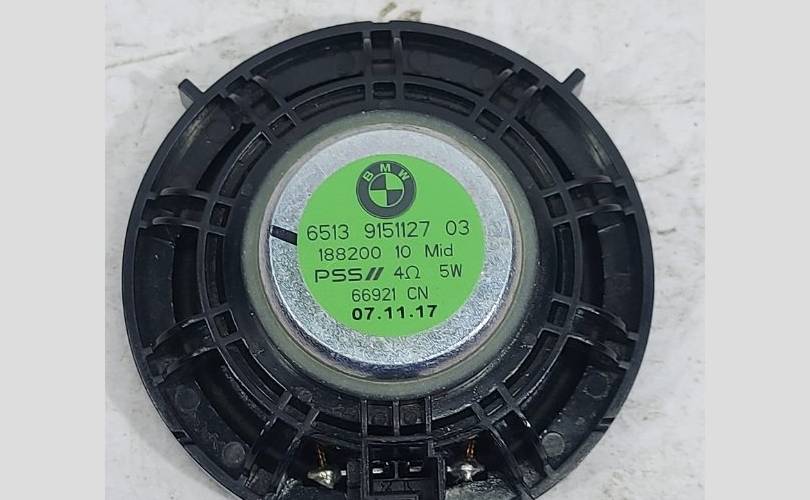 BMW
6513 9151127 03
188200 10 Mid
PSS// 4Ω 5W
66921 CN
07.11.17